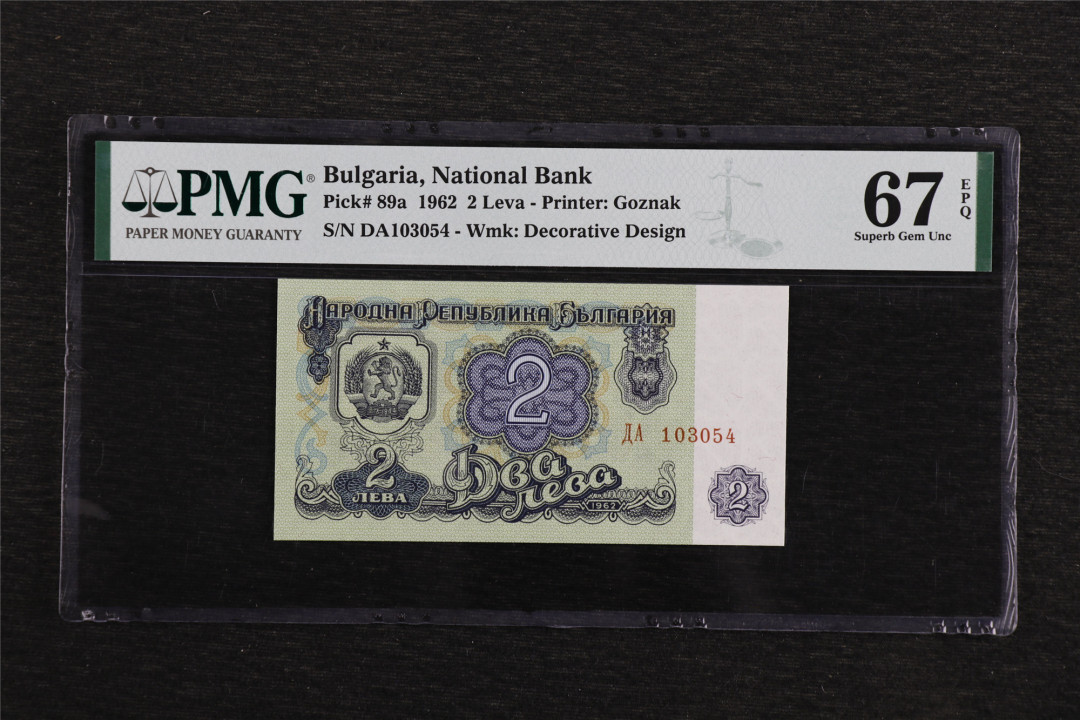 PMG®
PAPER MONEY GUARANTY
Bulgaria, National Bank
Pick# 89a 1962 2 Leva - Printer: Goznak
S/N DA103054 - Wmk: Decorative Design
67
EPQ
Superb Gem Unc
НАРОДНА РЕПУБЛИКА БЪЛГАРИЯ
2
ДА 103054
2
ЛЕВА
Два
лева
1962
2